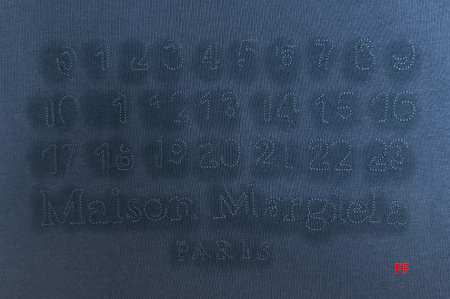 0 1 2 3 4 5 6 7 8 9
10 11 12 13 14 15 16
17 18 19 20 21 22 23
Maison Margiela
PARIS
FF